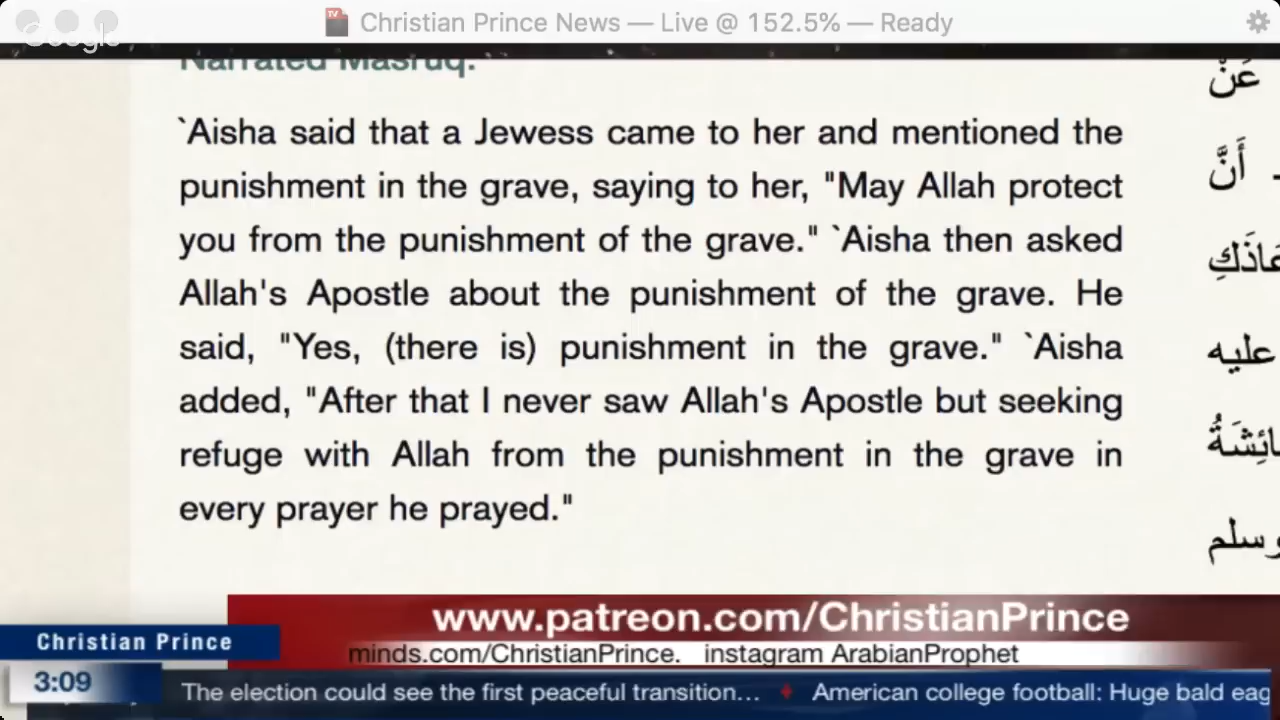 Christian Prince News — Live @ 152.5% — Ready
Google
Narrated Masruq:
`Aisha said that a Jewess came to her and mentioned the
punishment in the grave, saying to her, "May Allah protect
you from the punishment of the grave." `Aisha then asked
Allah's Apostle about the punishment of the grave. He
said, "Yes, (there is) punishment in the grave." `Aisha
added, "After that I never saw Allah's Apostle but seeking
refuge with Allah from the punishment in the grave in
every prayer he prayed."
عَنْ
أَنَّ
عليه
وسلم
www.patreon.com/ChristianPrince
Christian Prince
minds.com/ChristianPrince. instagram ArabianProphet
3:09
The election could see the first peaceful transition... ♦ American college football: Huge bald eag